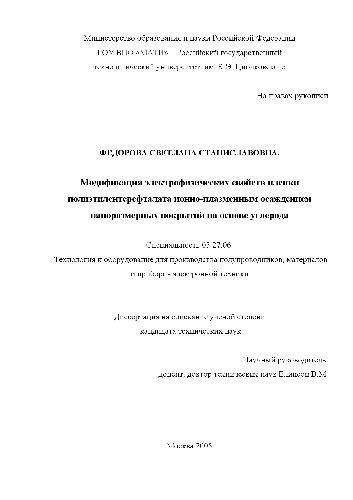 Министерство образования и науки Российской Федерации
ГОУ ВПО «МАТИ» - Российский государственный
технологический университет им. К.Э. Циолковского
На правах рукописи
ФЕДОРОВА СВЕТЛАНА СТАНИСЛАВОВНА
Модификация электрофизических свойств пленки
полиэтилентерефталата ионно-плазменным осаждением
наноразмерных покрытий на основе углерода
Специальность 05.27.06
Технология и оборудование для производства полупроводников, материалов
и приборов электронной техники
Диссертация на соискание ученой степени
кандидата технических наук
Научный руководитель
доцент, доктор технических наук Елинсон В.М.
Москва 2005